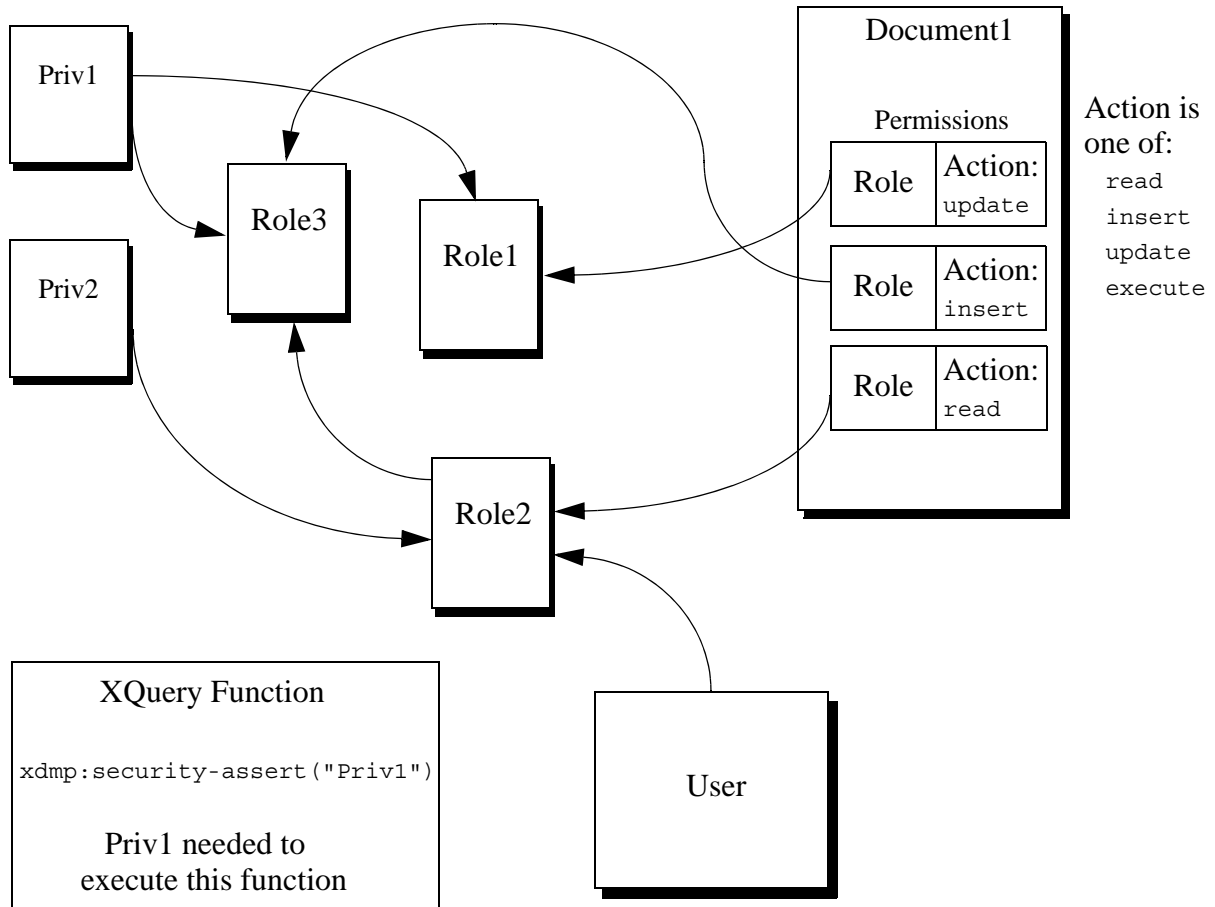 Priv1
Priv2
Role3
Role1
Role2
Document1
Permissions
Role
Action:
update
Role
Action:
insert
Role
Action:
read
Action is
one of:
read
insert
update
execute
XQuery Function
xdmp:security-assert("Priv1")
Priv1 needed to
execute this function
User